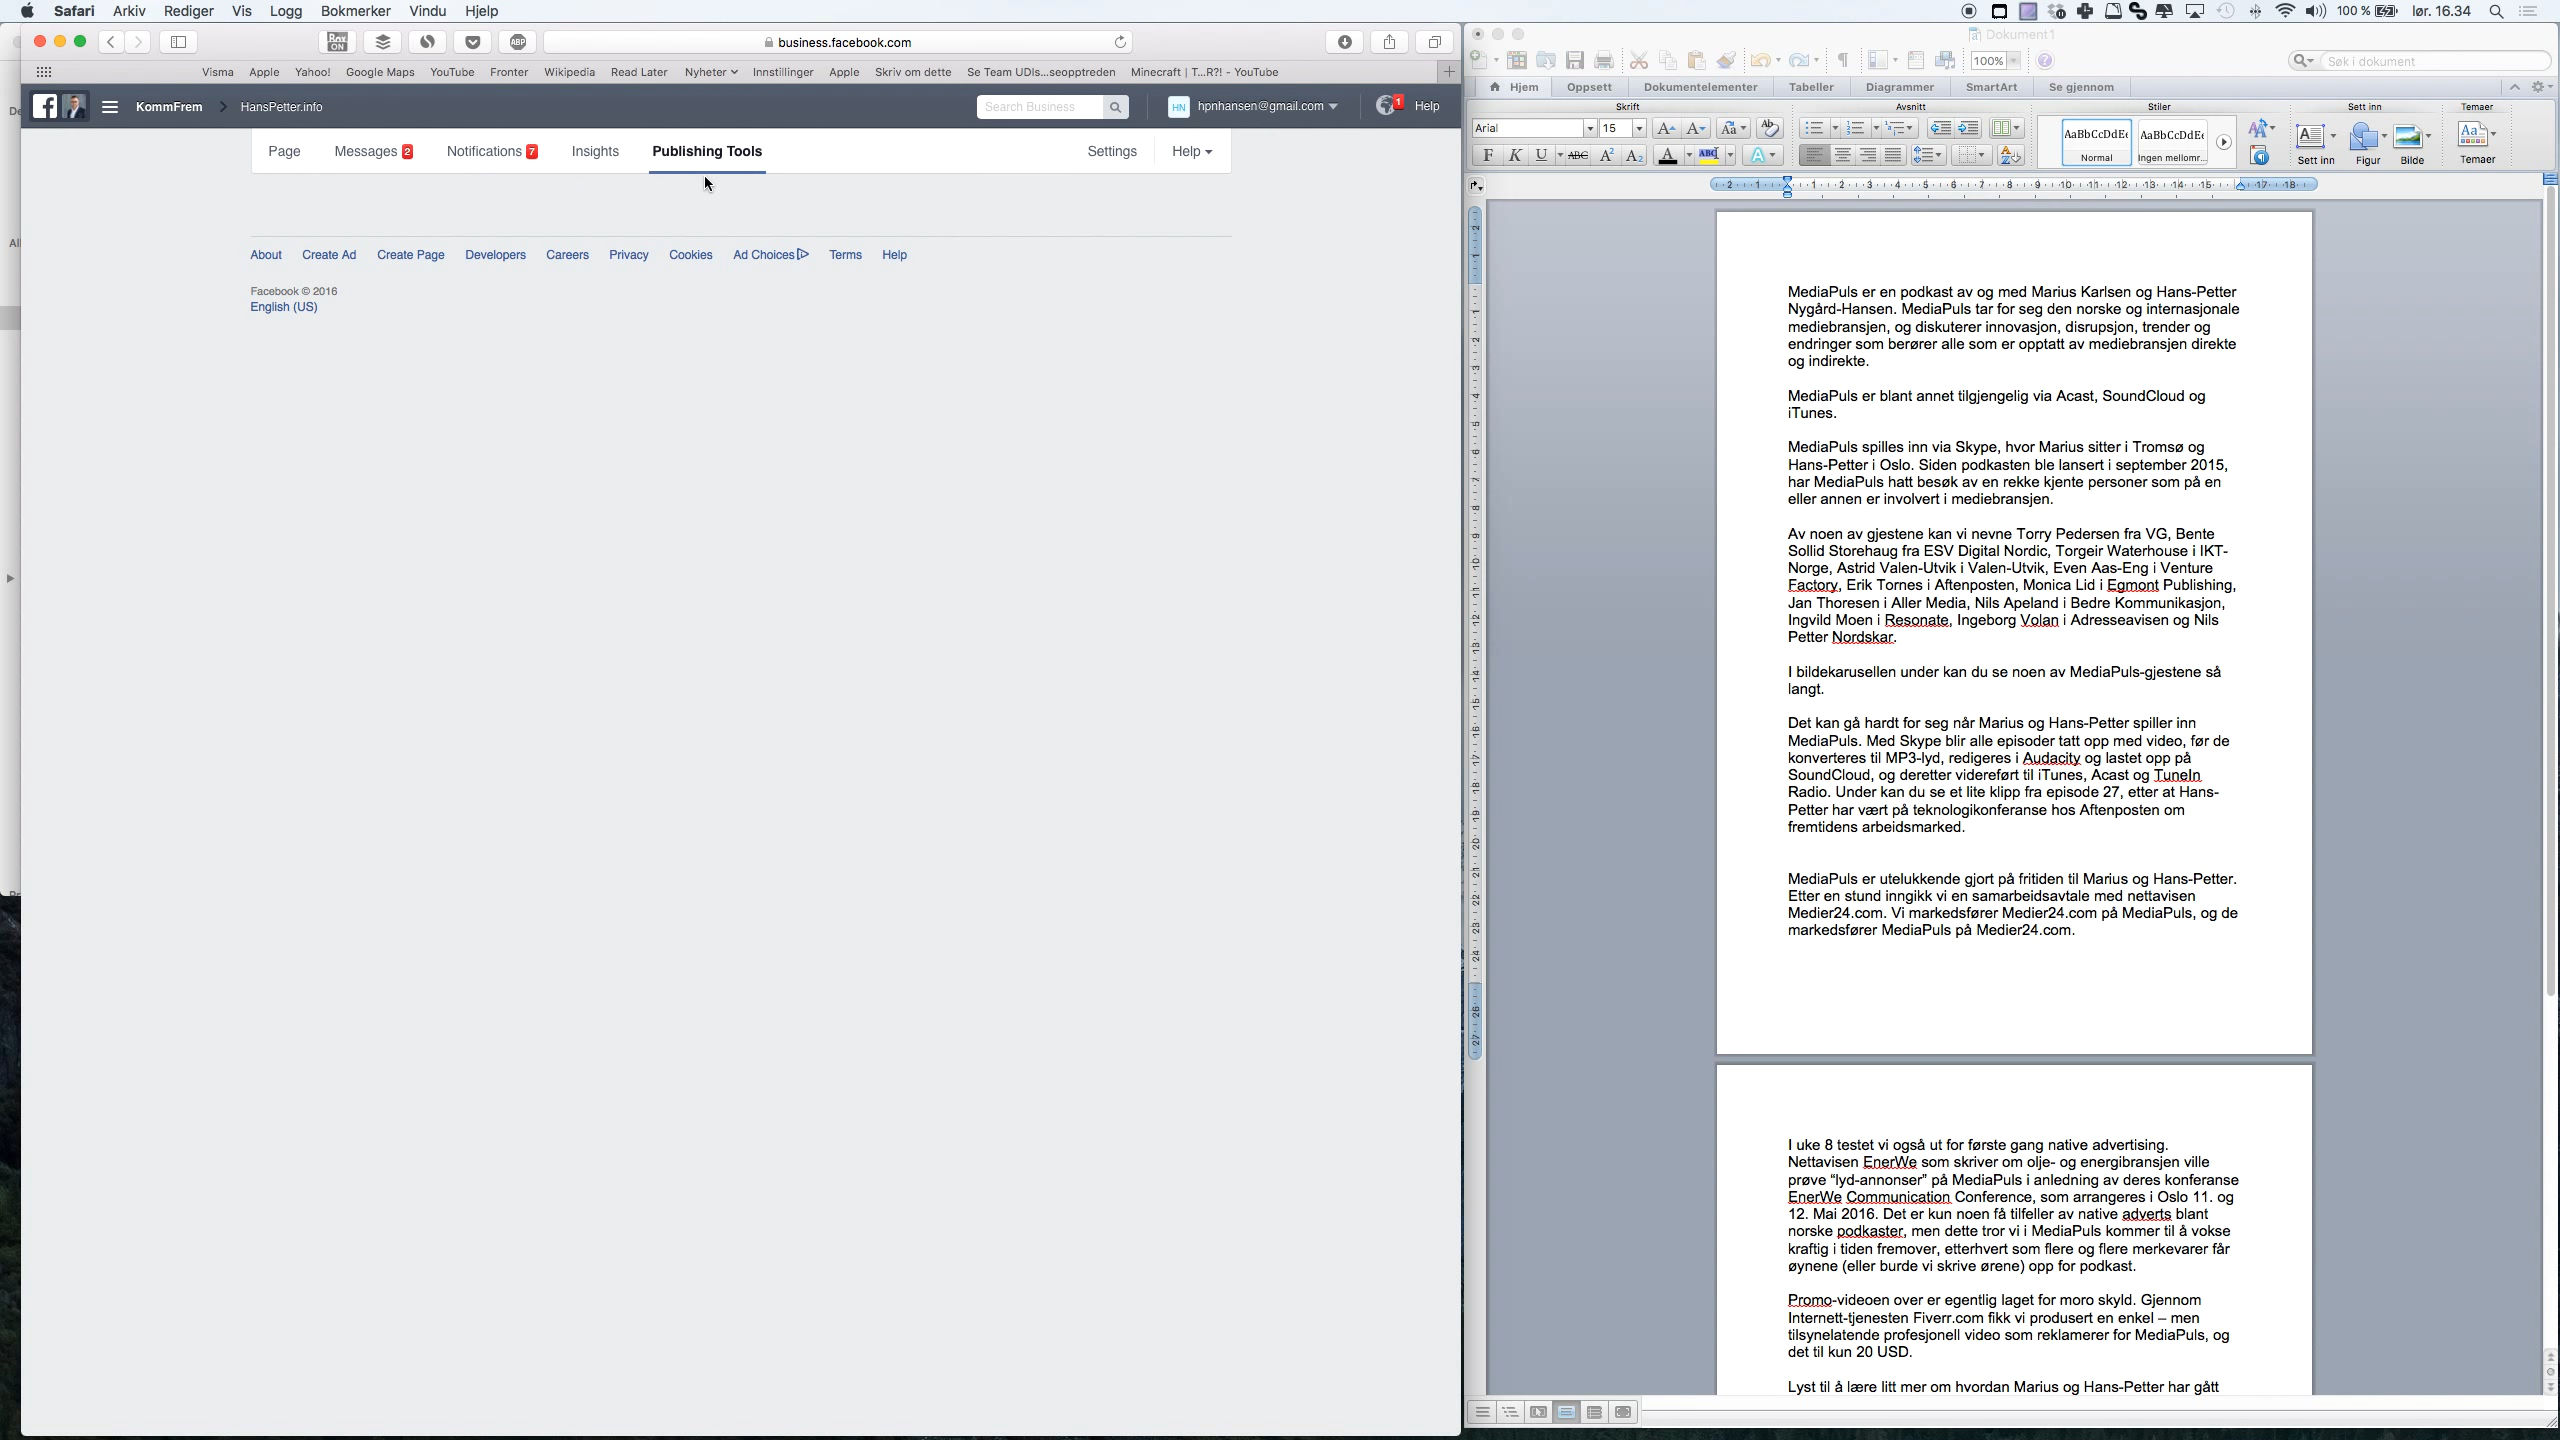 Safari Arkiv Rediger Vis Logg Bokmerker Vindu Hjelp
100 % lør. 16.34
business.facebook.com
Visma Apple Yahoo! Google Maps YouTube Fronter Wikipedia Read Later Nyheter Innstillinger Apple Skriv om dette Se Team UDIs...seopptreden Minecraft | T...R?! - YouTube
KommFrem HansPetter.info
Search Business
HN hpnhansen@gmail.com
1 Help
Page Messages 2 Notifications 7 Insights Publishing Tools Settings Help
About Create Ad Create Page Developers Careers Privacy Cookies Ad Choices Terms Help
Facebook © 2016
English (US)
Dokument1
100%
Søk i dokument
Hjem Oppsett Dokumentelementer Tabeller Diagrammer SmartArt Se gjennom
Skrift Avsnitt Stiler Sett inn Temaer
Arial 15
AaBbCcDdEe AaBbCcDdEe
Normal Ingen mellomr...
Sett inn Figur Bilde Temaer
MediaPuls er en podkast av og med Marius Karlsen og Hans-Petter
Nygård-Hansen. MediaPuls tar for seg den norske og internasjonale
mediebransjen, og diskuterer innovasjon, disrupsjon, trender og
endringer som berører alle som er opptatt av mediebransjen direkte
og indirekte.
MediaPuls er blant annet tilgjengelig via Acast, SoundCloud og
iTunes.
MediaPuls spilles inn via Skype, hvor Marius sitter i Tromsø og
Hans-Petter i Oslo. Siden podkasten ble lansert i september 2015,
har MediaPuls hatt besøk av en rekke kjente personer som på en
eller annen er involvert i mediebransjen.
Av noen av gjestene kan vi nevne Torry Pedersen fra VG, Bente
Sollid Storehaug fra ESV Digital Nordic, Torgeir Waterhouse i IKT-
Norge, Astrid Valen-Utvik i Valen-Utvik, Even Aas-Eng i Venture
Factory, Erik Tornes i Aftenposten, Monica Lid i Egmont Publishing,
Jan Thoresen i Aller Media, Nils Apeland i Bedre Kommunikasjon,
Ingvild Moen i Resonate, Ingeborg Volan i Adresseavisen og Nils
Petter Nordskar.
I bildekarusellen under kan du se noen av MediaPuls-gjestene så
langt.
Det kan gå hardt for seg når Marius og Hans-Petter spiller inn
MediaPuls. Med Skype blir alle episoder tatt opp med video, før de
konverteres til MP3-lyd, redigeres i Audacity og lastet opp på
SoundCloud, og deretter videreført til iTunes, Acast og TuneIn
Radio. Under kan du se et lite klipp fra episode 27, etter at Hans-
Petter har vært på teknologikonferanse hos Aftenposten om
fremtidens arbeidsmarked.
MediaPuls er utelukkende gjort på fritiden til Marius og Hans-Petter.
Etter en stund inngikk vi en samarbeidsavtale med nettavisen
Medier24.com. Vi markedsfører Medier24.com på MediaPuls, og de
markedsfører MediaPuls på Medier24.com.
I uke 8 testet vi også ut for første gang native advertising.
Nettavisen EnerWe som skriver om olje- og energibransjen ville
prøve “lyd-annonser” på MediaPuls i anledning av deres konferanse
EnerWe Communication Conference, som arrangeres i Oslo 11. og
12. Mai 2016. Det er kun noen få tilfeller av native adverts blant
norske podkaster, men dette tror vi i MediaPuls kommer til å vokse
kraftig i tiden fremover, etterhvert som flere og flere merkevarer får
øynene (eller burde vi skrive ørene) opp for podkast.
Promo-videoen over er egentlig laget for moro skyld. Gjennom
Internett-tjenesten Fiverr.com fikk vi produsert en enkel – men
tilsynelatende profesjonell video som reklamerer for MediaPuls, og
det til kun 20 USD.
Lyst til å lære litt mer om hvordan Marius og Hans-Petter har gått